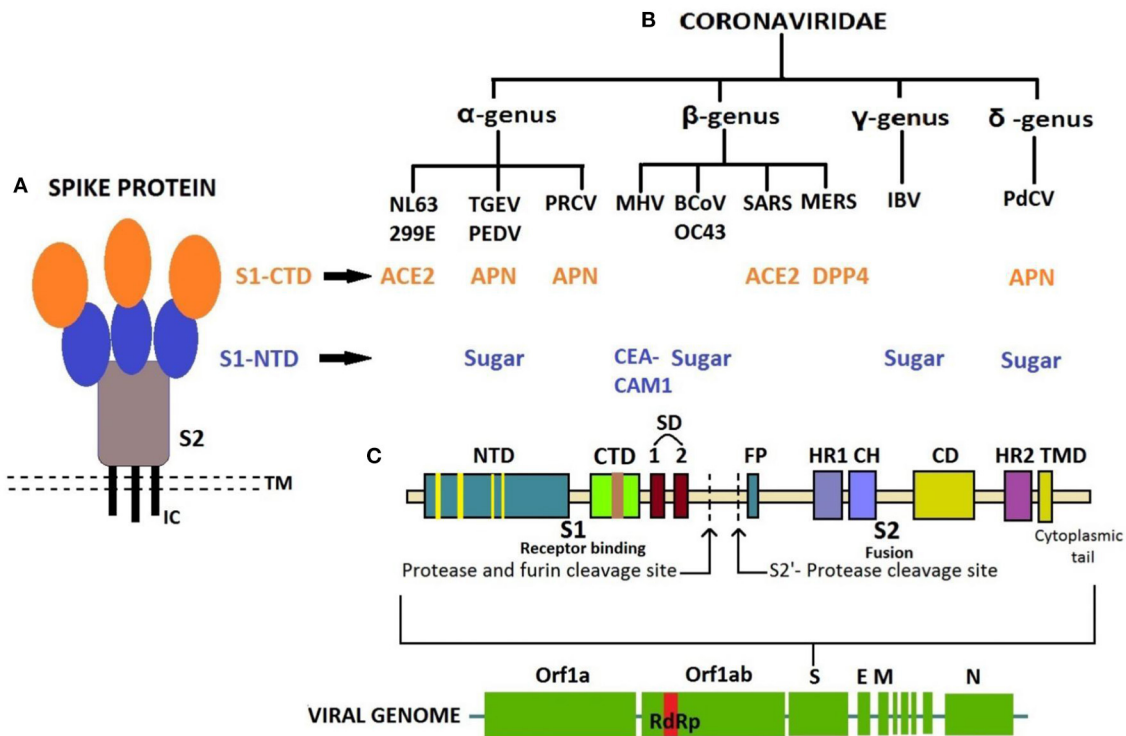 B CORONAVIRIDAE
α-genus β-genus γ-genus δ -genus
A
SPIKE PROTEIN
NL63 TGEV PRCV MHV BCoV SARS MERS IBV PdCV
299E PEDV OC43
S1-CTD ACE2 APN APN ACE2 DPP4 APN
S1-NTD Sugar CEA- Sugar Sugar Sugar
CAM1
S2
TM
IC
C
SD
NTD CTD 1 2 FP HR1 CH CD HR2 TMD
S1 S2
Receptor binding Fusion
Cytoplasmic
tail
Protease and furin cleavage site S2'- Protease cleavage site
Orf1a Orf1ab S E M N
VIRAL GENOME RdRp